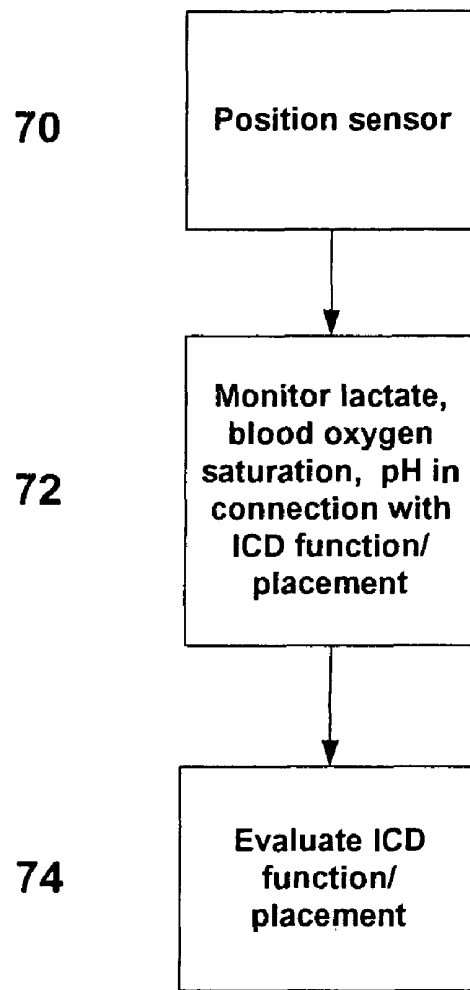 70
Position sensor
Monitor lactate,
blood oxygen
saturation, pH in
72
connection with
ICD function/
placement
Evaluate ICD
74
function/
placement